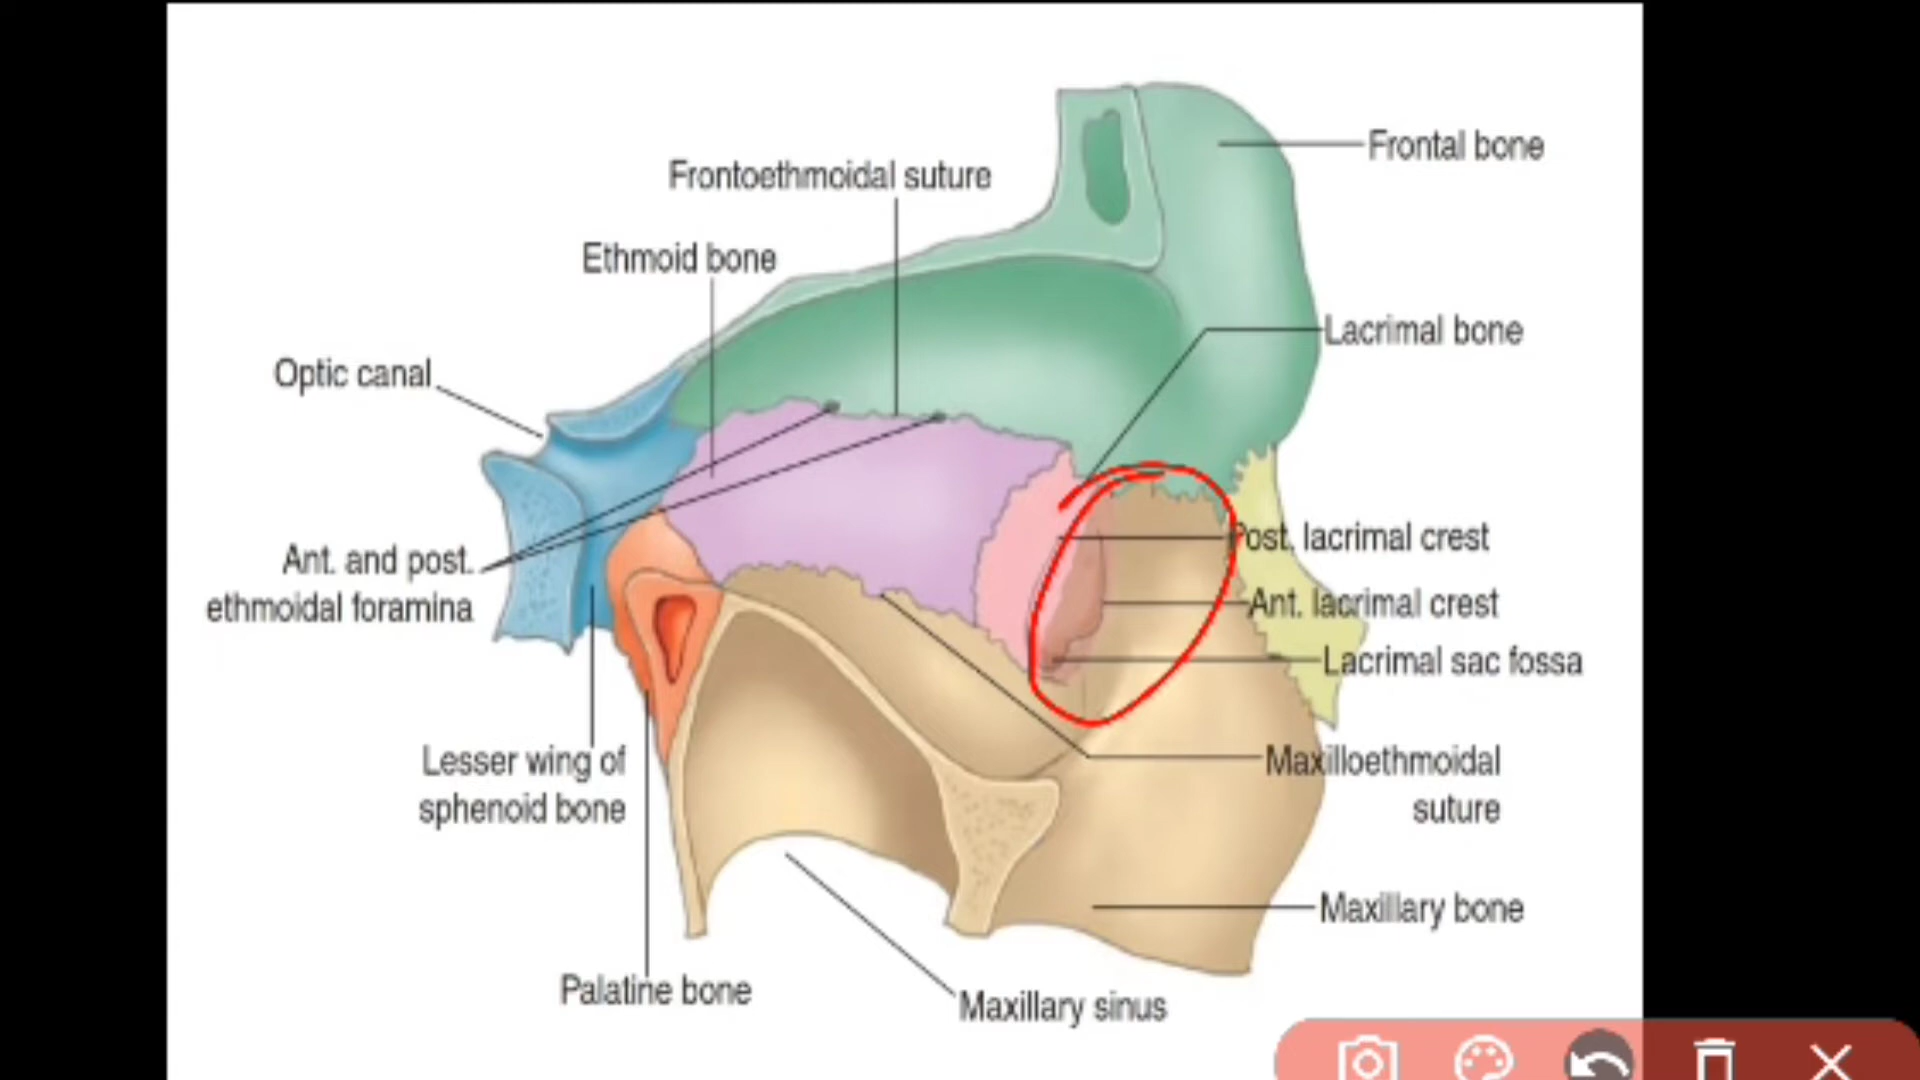 Frontal bone
Frontoethmoidal suture
Ethmoid bone
Lacrimal bone
Optic canal
Post. lacrimal crest
Ant. and post.
ethmoidal foramina
Ant. lacrimal crest
Lacrimal sac fossa
Lesser wing of
sphenoid bone
Maxilloethmoidal
suture
Maxillary bone
Palatine bone
Maxillary sinus